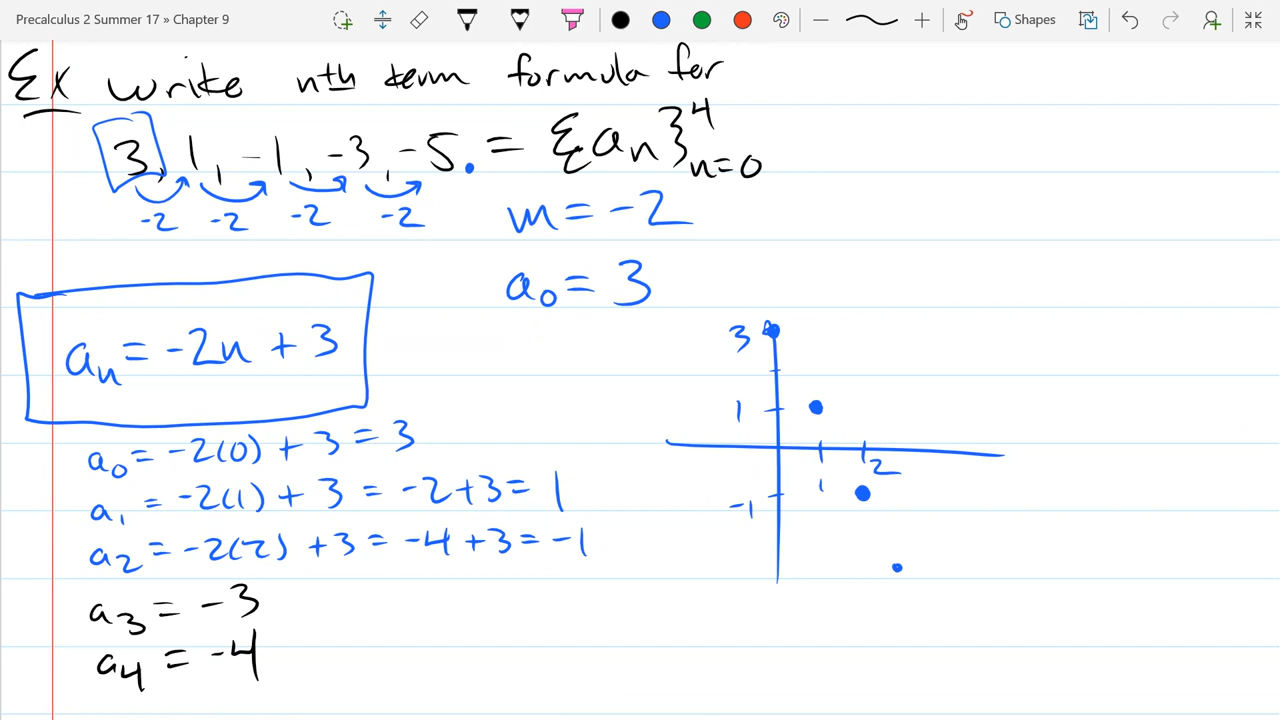 Precalculus 2 Summer 17 » Chapter 9
Shapes
Ex write nth term formula for
3, 1, -1, -3, -5. = {aₙ}⁴ₙ₌₀
-2 -2 -2 -2
m = -2
a₀ = 3
aₙ = -2n + 3
a₀ = -2(0) + 3 = 3
a₁ = -2(1) + 3 = -2+3 = 1
a₂ = -2(2) + 3 = -4+3 = -1
a₃ = -3
a₄ = -4
3
1
2
1
-1